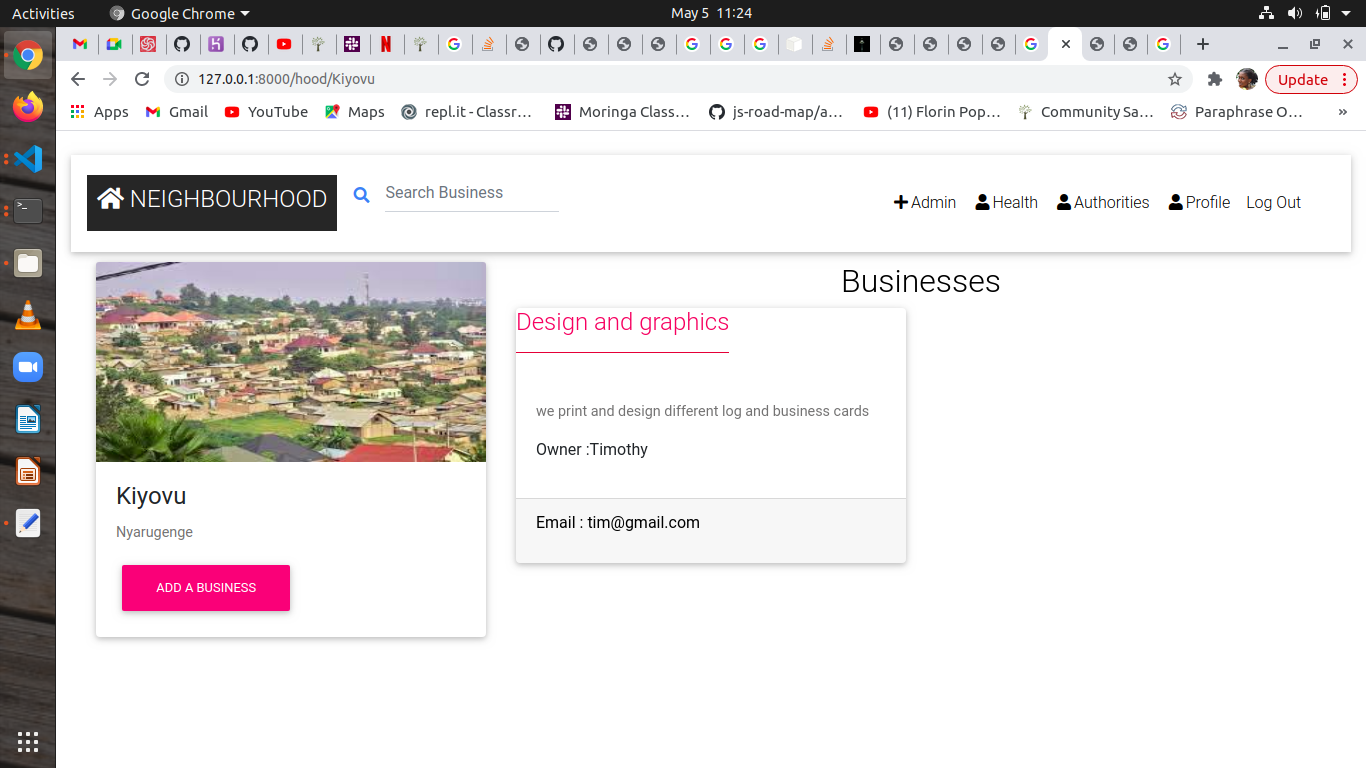 Activities Google Chrome May 5 11:24
127.0.0.1:8000/hood/Kiyovu Update
Apps Gmail YouTube Maps repl.it - Classr… Moringa Class… js-road-map/a… (11) Florin Pop… Community Sa… Paraphrase O… »
NEIGHBOURHOOD Search Business Admin Health Authorities Profile Log Out
Businesses
Design and graphics
we print and design different log and business cards
Owner :Timothy
Email : tim@gmail.com
Kiyovu
Nyarugenge
ADD A BUSINESS